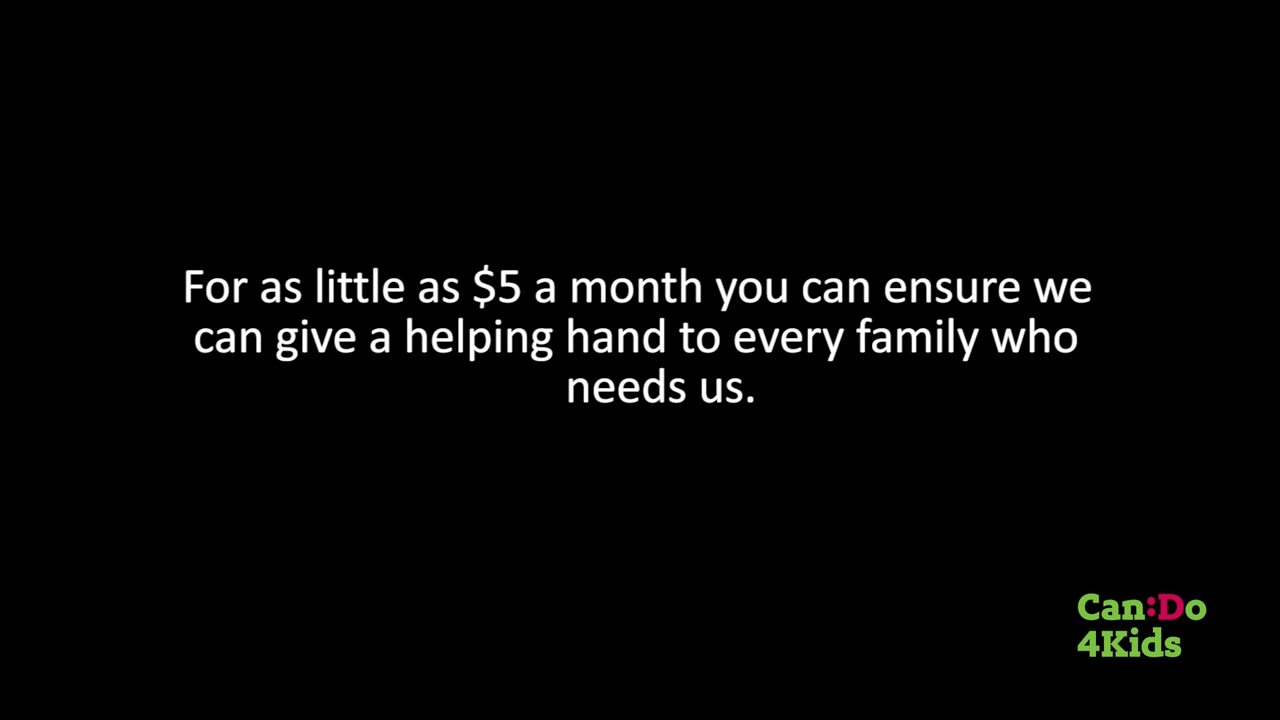 For as little as $5 a month you can ensure we
can give a helping hand to every family who
needs us.
Can:Do
4Kids